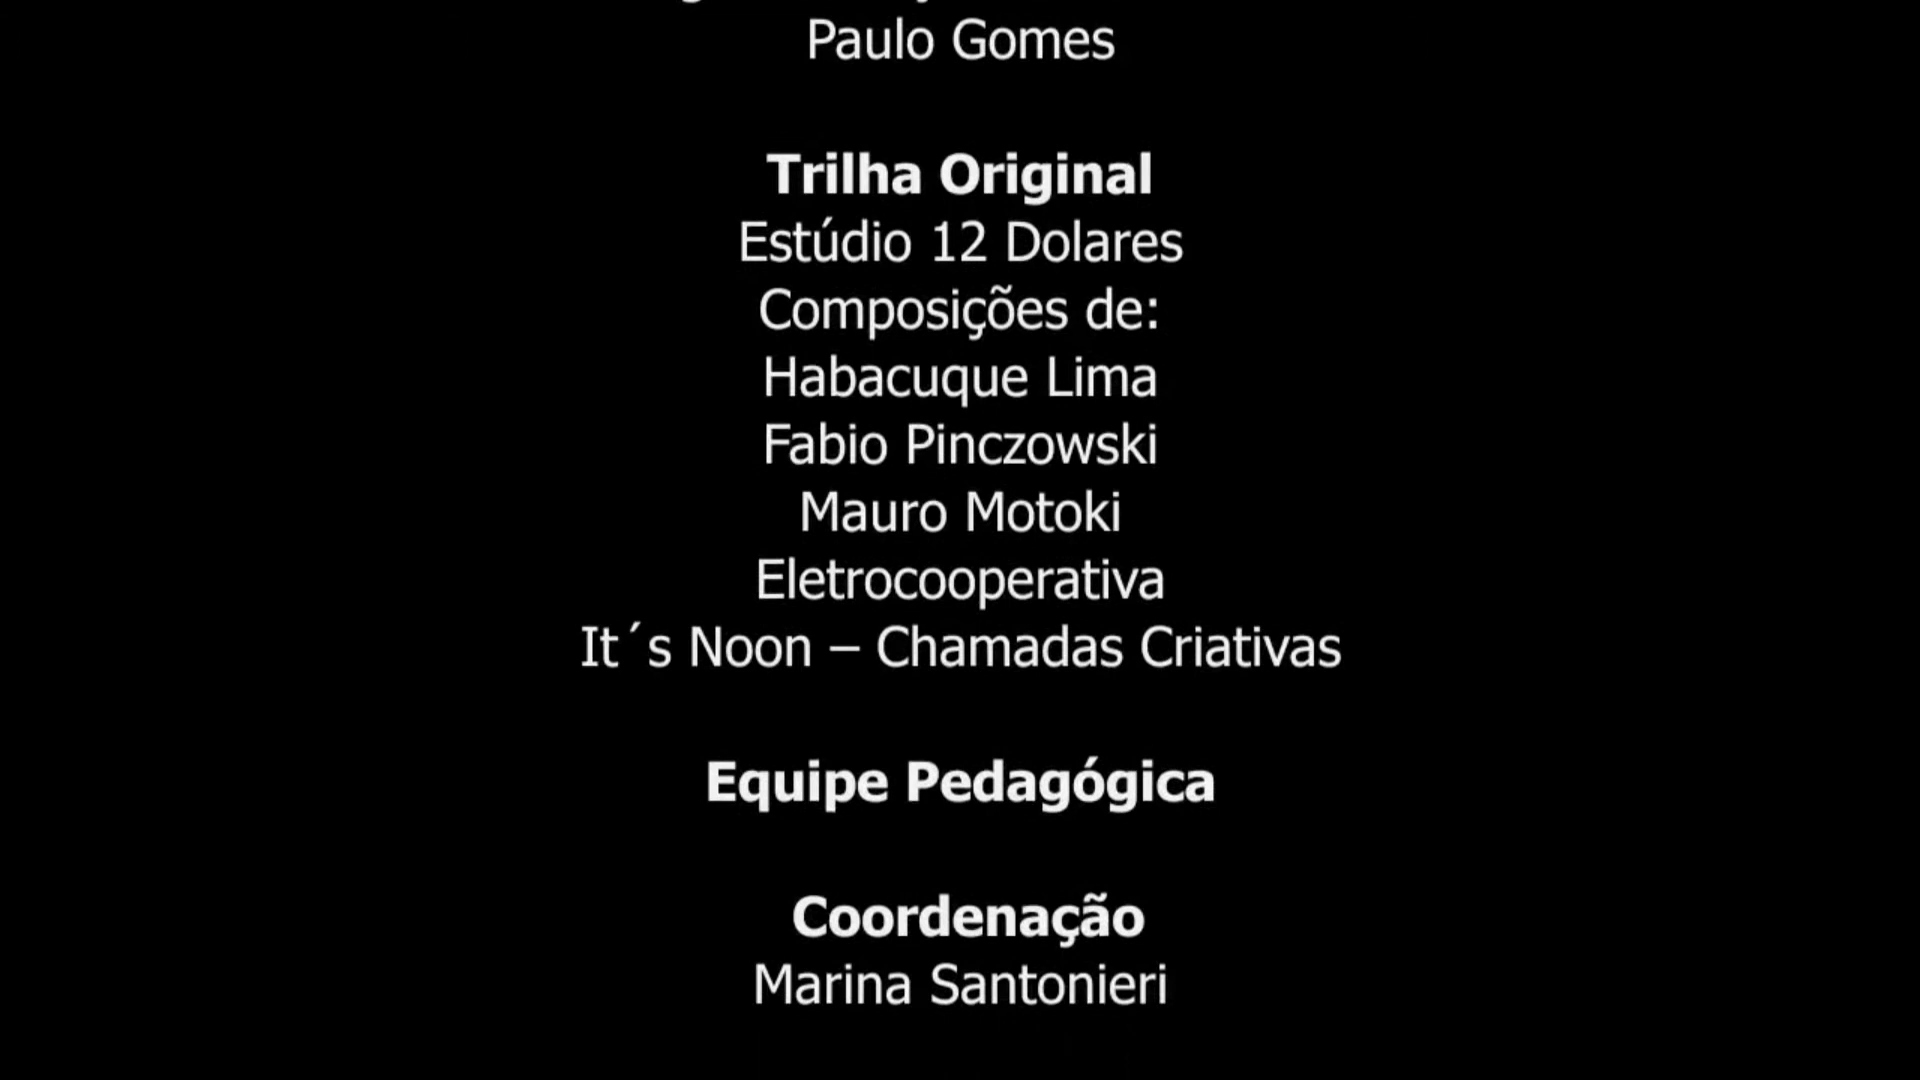 Paulo Gomes
Trilha Original
Estúdio 12 Dolares
Composições de:
Habacuque Lima
Fabio Pinczowski
Mauro Motoki
Eletrocooperativa
It´s Noon – Chamadas Criativas
Equipe Pedagógica
Coordenação
Marina Santonieri